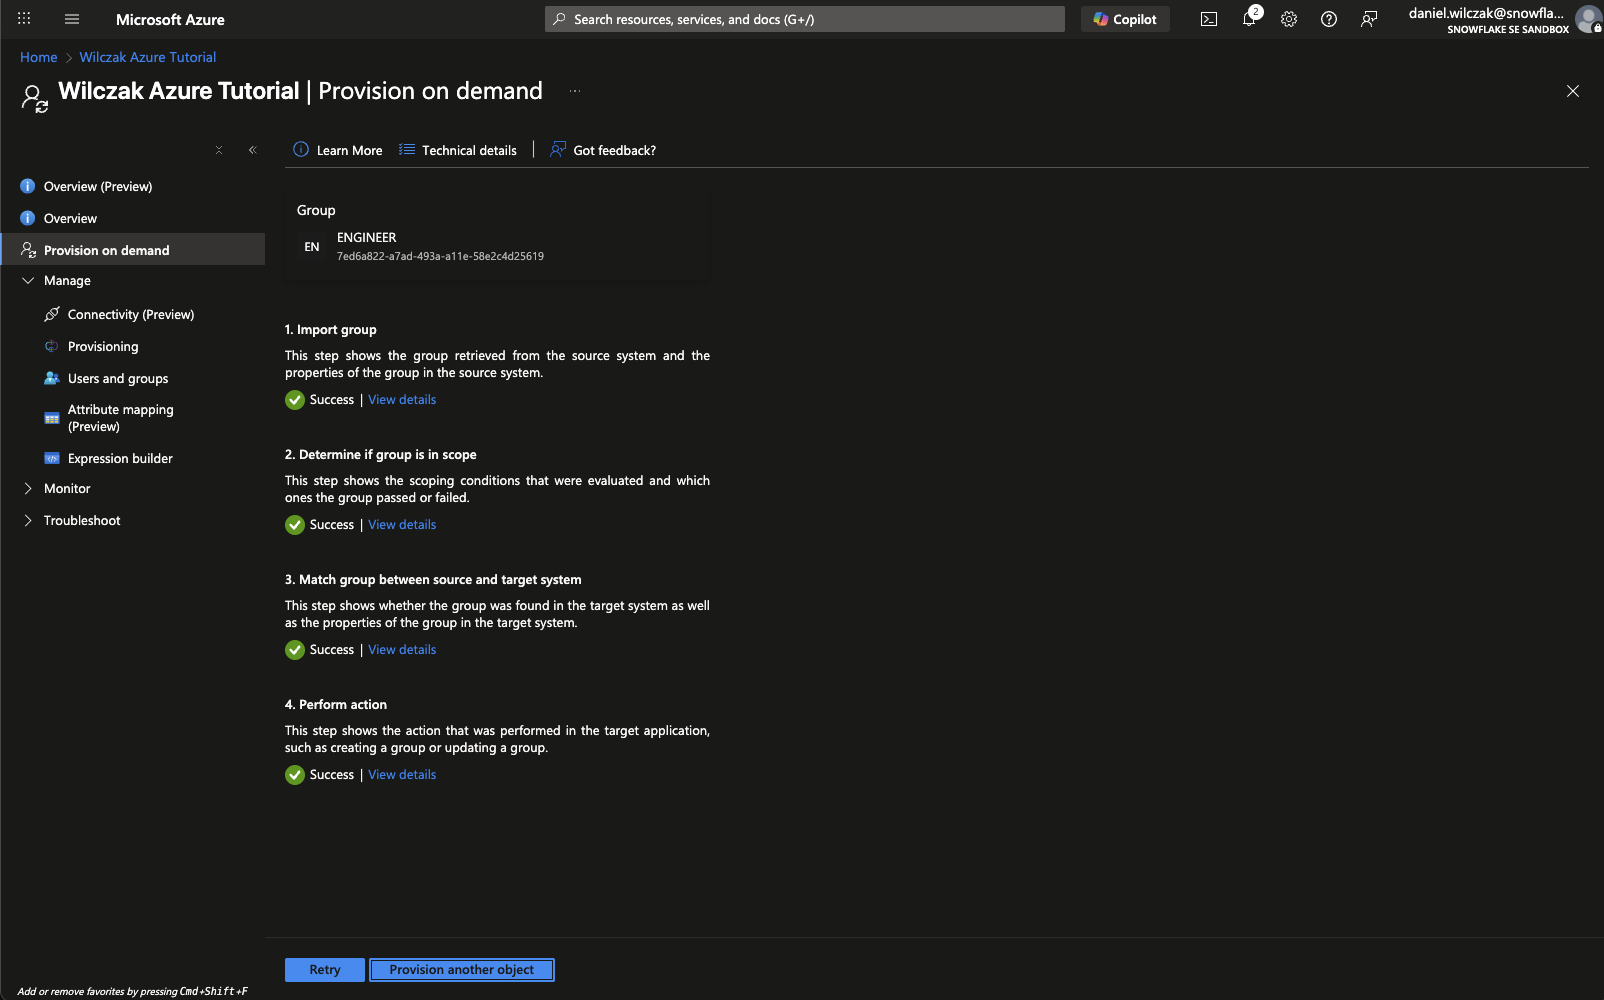 Microsoft Azure
Search resources, services, and docs (G+/)
Copilot
2
daniel.wilczak@snowfla...
SNOWFLAKE SE SANDBOX
Home > Wilczak Azure Tutorial
Wilczak Azure Tutorial | Provision on demand ...
Learn More
Technical details
Got feedback?
Overview (Preview)
Overview
Provision on demand
Manage
Connectivity (Preview)
Provisioning
Users and groups
Attribute mapping
(Preview)
Expression builder
Monitor
Troubleshoot
Group
EN
ENGINEER
7ed6a822-a7ad-493a-a11e-58e2c4d25619
1. Import group
This step shows the group retrieved from the source system and the
properties of the group in the source system.
Success | View details
2. Determine if group is in scope
This step shows the scoping conditions that were evaluated and which
ones the group passed or failed.
Success | View details
3. Match group between source and target system
This step shows whether the group was found in the target system as well
as the properties of the group in the target system.
Success | View details
4. Perform action
This step shows the action that was performed in the target application,
such as creating a group or updating a group.
Success | View details
Retry
Provision another object
Add or remove favorites by pressing Cmd+Shift+F